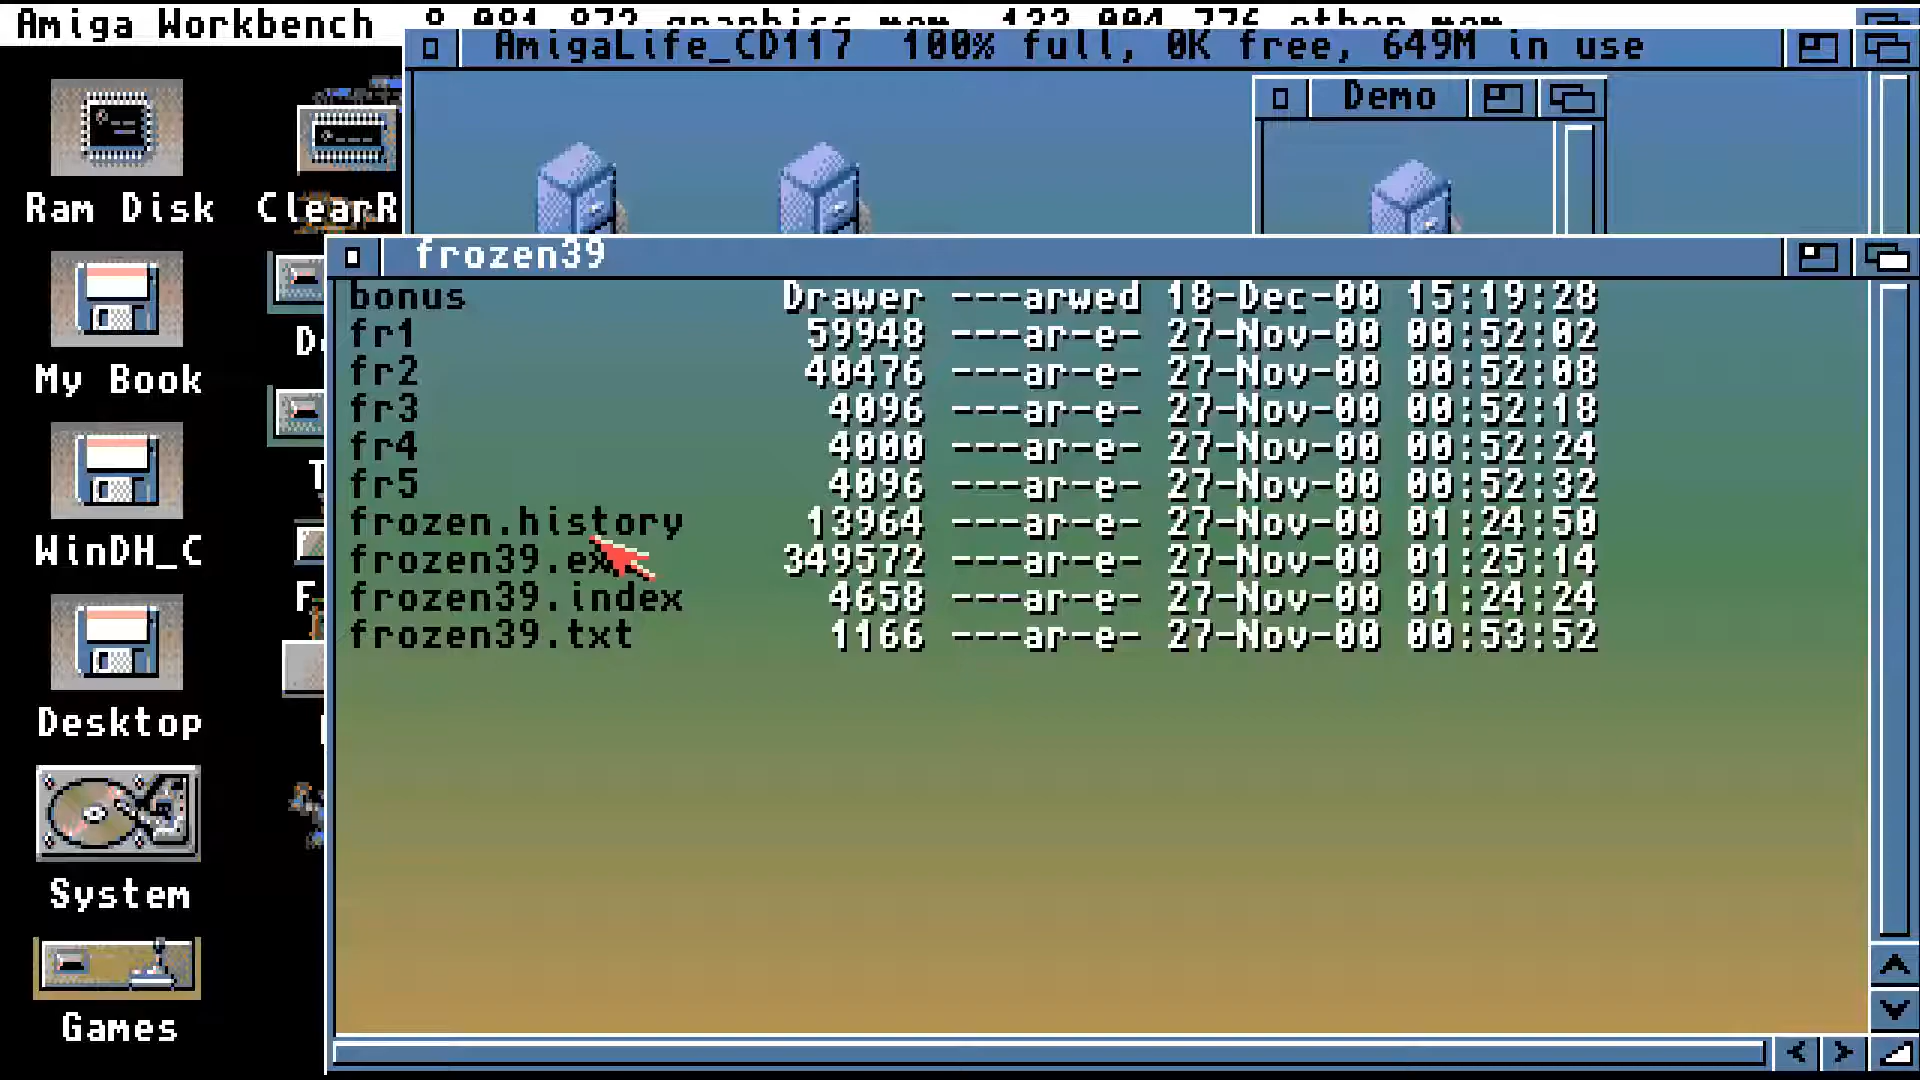 Amiga Workbench
AmigaLife_CD117 100% full, 0K free, 649M in use
Demo
Ram Disk
ClearR
frozen39
bonus Drawer ---arwed 18-Dec-00 15:19:28
fr1 59948 ---ar-e- 27-Nov-00 00:52:02
fr2 40476 ---ar-e- 27-Nov-00 00:52:08
fr3 4096 ---ar-e- 27-Nov-00 00:52:18
fr4 4000 ---ar-e- 27-Nov-00 00:52:24
fr5 4096 ---ar-e- 27-Nov-00 00:52:32
frozen.history 13964 ---ar-e- 27-Nov-00 01:24:50
frozen39.ex 349572 ---ar-e- 27-Nov-00 01:25:14
frozen39.index 4658 ---ar-e- 27-Nov-00 01:24:24
frozen39.txt 1166 ---ar-e- 27-Nov-00 00:53:52
My Book
WinDH_C
Desktop
System
Games